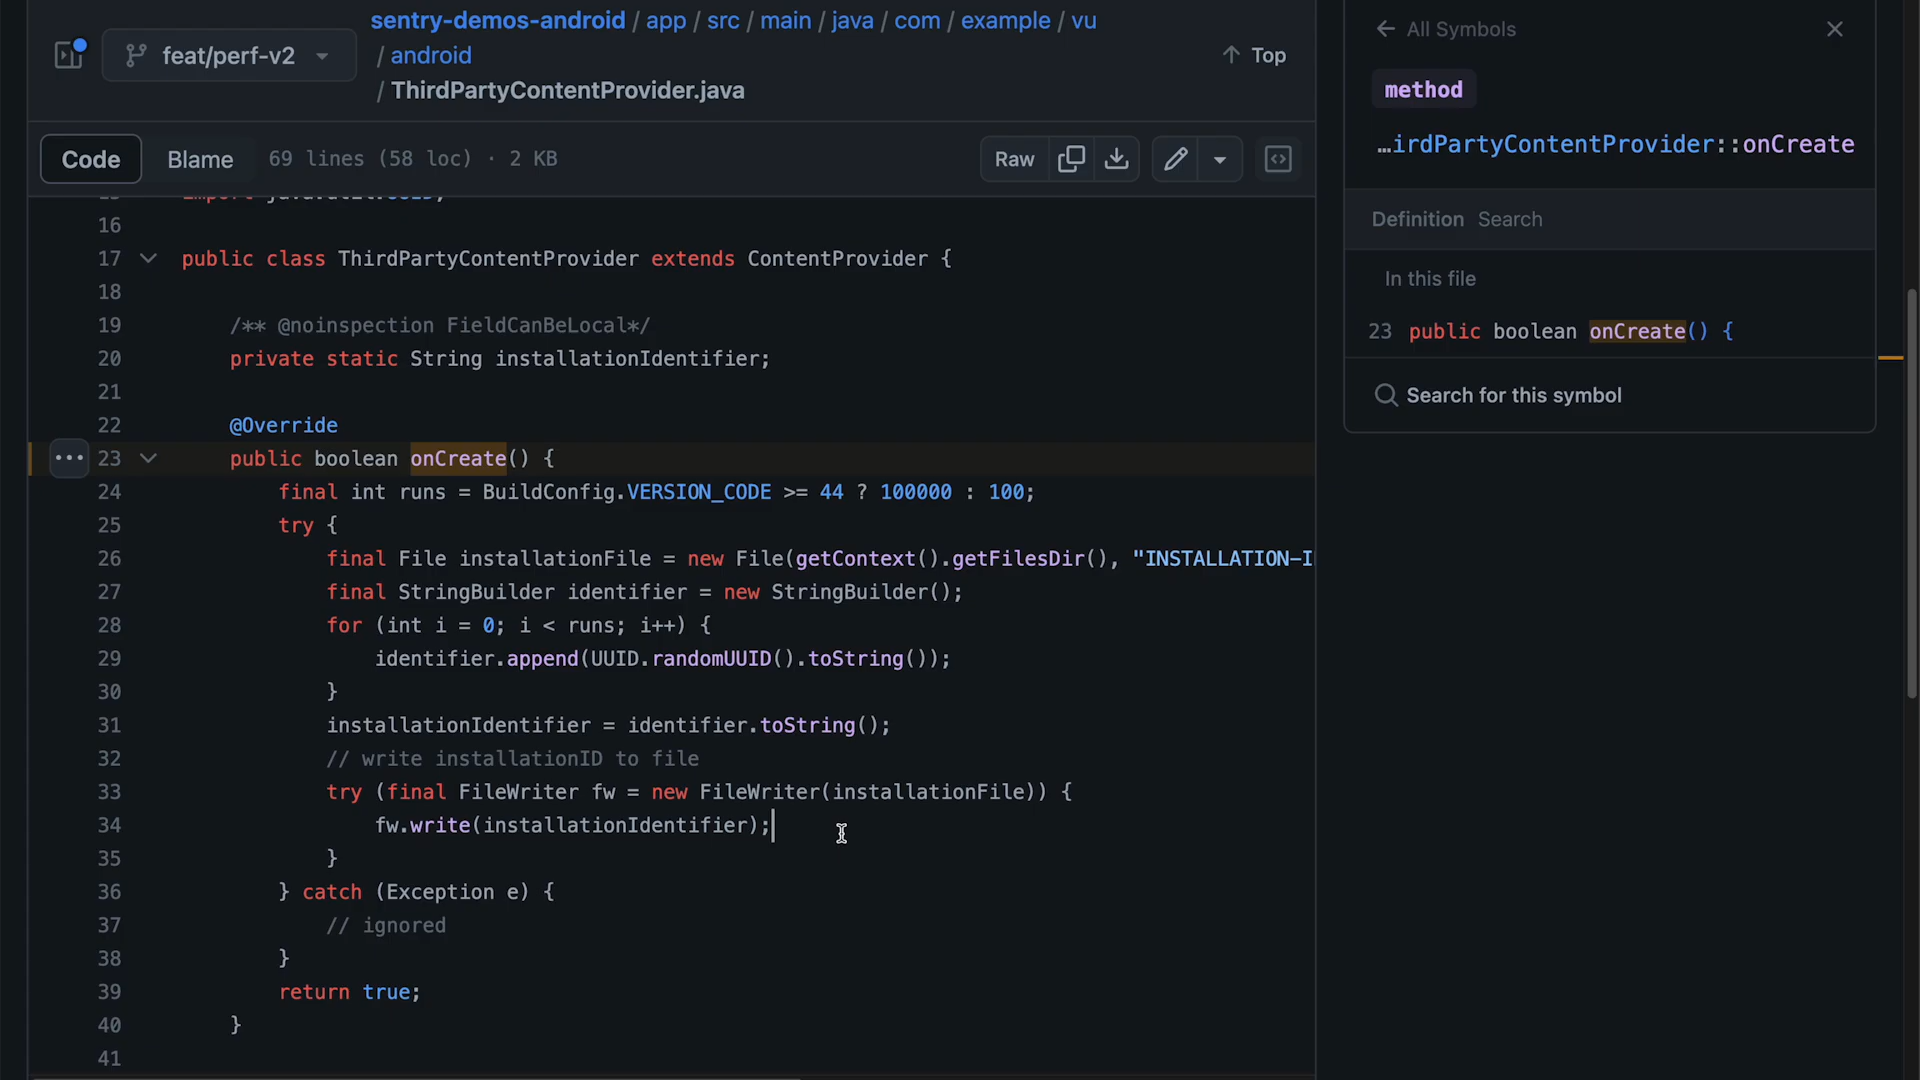 sentry-demos-android / app / src / main / java / com / example / vu
feat/perf-v2
/ android
Top
/ ThirdPartyContentProvider.java
Code
Blame
69 lines (58 loc) · 2 KB
Raw
16
17 public class ThirdPartyContentProvider extends ContentProvider {
18
19 /** @noinspection FieldCanBeLocal*/
20 private static String installationIdentifier;
21
22 @Override
23 public boolean onCreate() {
24 final int runs = BuildConfig.VERSION_CODE >= 44 ? 100000 : 100;
25 try {
26 final File installationFile = new File(getContext().getFilesDir(), "INSTALLATION-I
27 final StringBuilder identifier = new StringBuilder();
28 for (int i = 0; i < runs; i++) {
29 identifier.append(UUID.randomUUID().toString());
30 }
31 installationIdentifier = identifier.toString();
32 // write installationID to file
33 try (final FileWriter fw = new FileWriter(installationFile)) {
34 fw.write(installationIdentifier);
35 }
36 } catch (Exception e) {
37 // ignored
38 }
39 return true;
40 }
41
All Symbols
method
…irdPartyContentProvider::onCreate
Definition Search
In this file
23 public boolean onCreate() {
Search for this symbol